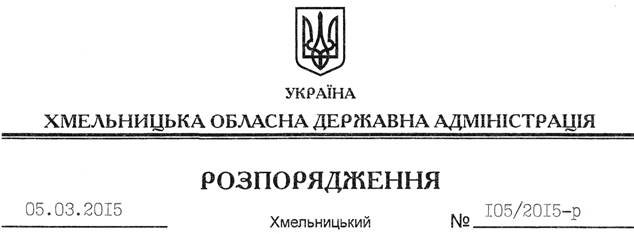 УКРАЇНА
ХМЕЛЬНИЦЬКА ОБЛАСНА ДЕРЖАВНА АДМІНІСТРАЦІЯ
РОЗПОРЯДЖЕННЯ
05.03.2015 Хмельницький № 105/2015-р